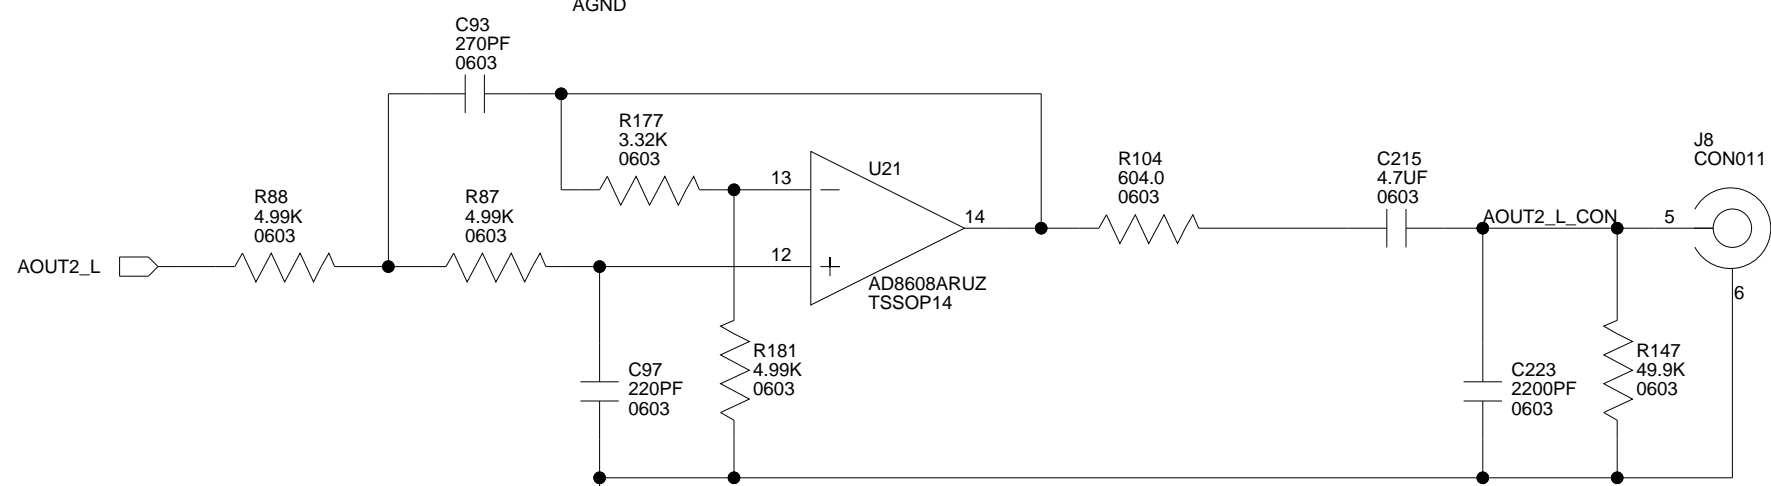 AGND
C93
270PF
0603
R177
3.32K
0603
R88
4.99K
0603
R87
4.99K
0603
AOUT2_L
13
12
U21
14
AD8608ARUZ
TSSOP14
R104
604.0
0603
C215
4.7UF
0603
AOUT2_L_CON
5
J8
CON011
6
C97
220PF
0603
R181
4.99K
0603
C223
2200PF
0603
R147
49.9K
0603